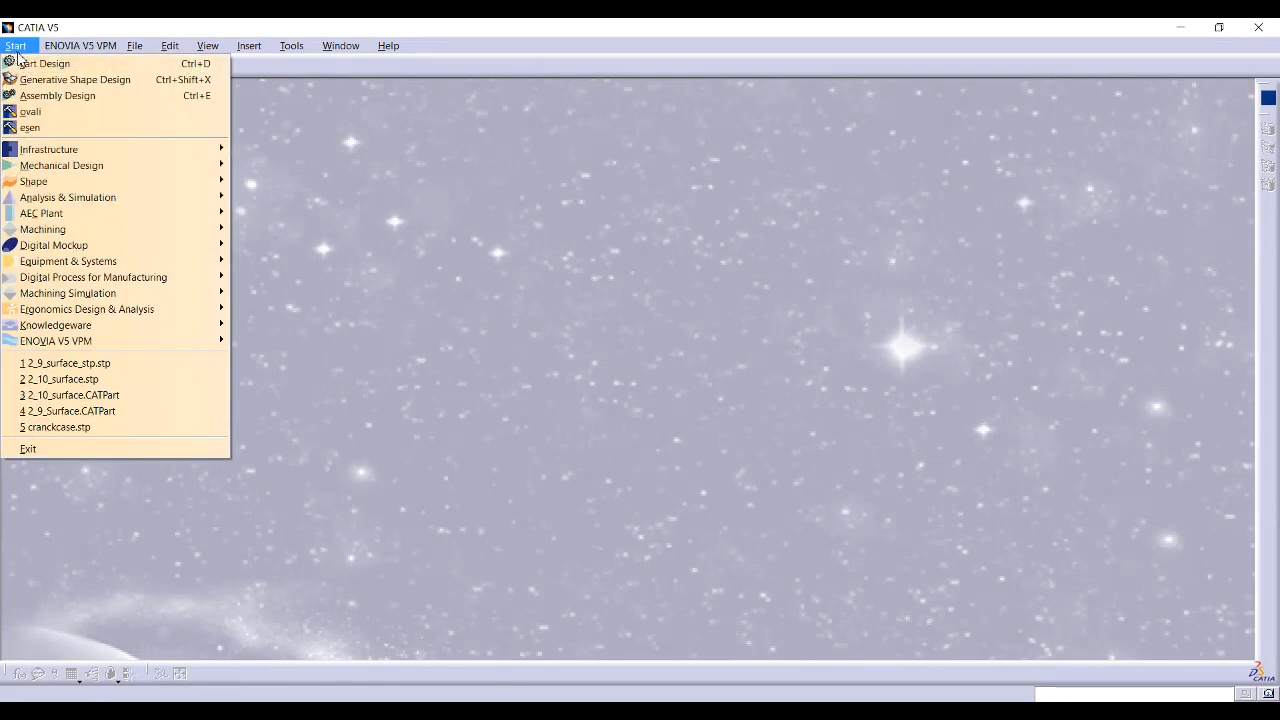 CATIA V5
Start ENOVIA V5 VPM File Edit View Insert Tools Window Help
art Design Ctrl+D
Generative Shape Design Ctrl+Shift+X
Assembly Design Ctrl+E
ovali
esen
Infrastructure
Mechanical Design
Shape
Analysis & Simulation
AEC Plant
Machining
Digital Mockup
Equipment & Systems
Digital Process for Manufacturing
Machining Simulation
Ergonomics Design & Analysis
Knowledgeware
ENOVIA V5 VPM
1 2_9_surface_stp.stp
2 2_10_surface.stp
3 2_10_surface.CATPart
4 2_9_Surface.CATPart
5 cranckcase.stp
Exit
CATIA